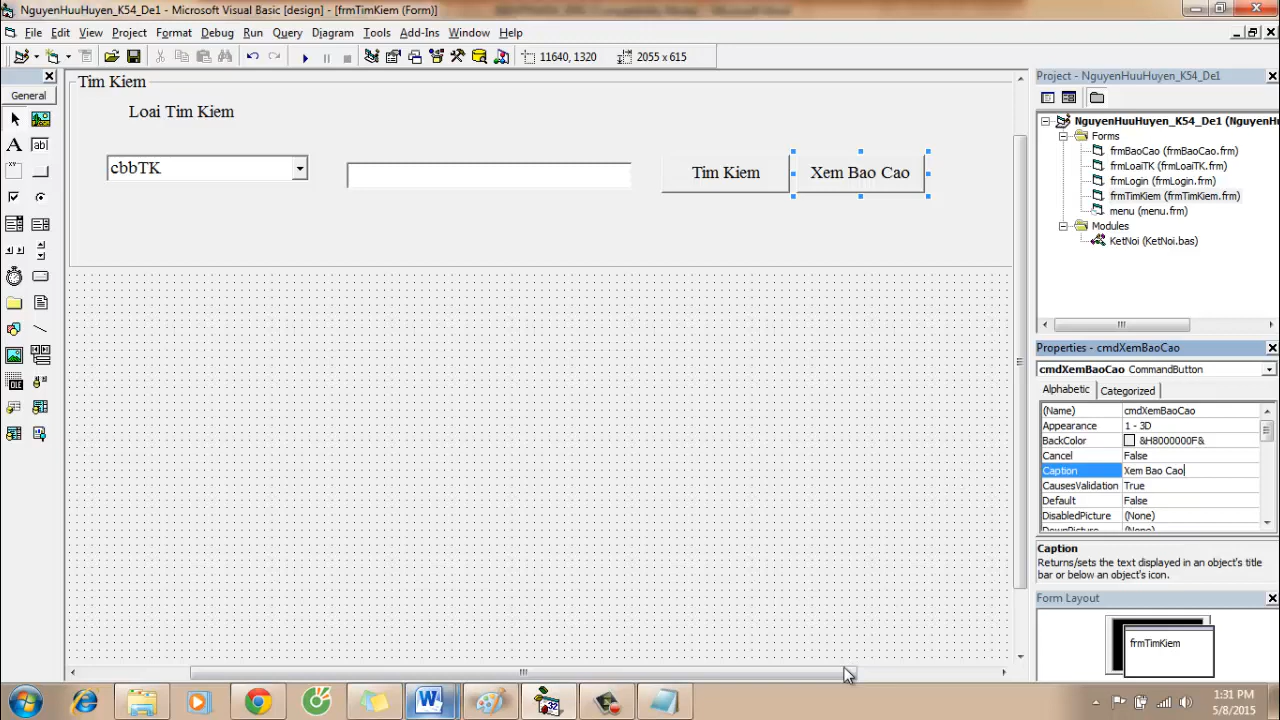 NguyenHuuHuyen_K54_De1 - Microsoft Visual Basic [design] - [frmTimKiem (Form)]
File Edit View Project Format Debug Run Query Diagram Tools Add-Ins Window Help
11640, 1320 2055 x 615
General
Tim Kiem
Loai Tim Kiem
cbbTK
Tim Kiem
Xem Bao Cao
Project - NguyenHuuHuyen_K54_De1
NguyenHuuHuyen_K54_De1 (NguyenH
Forms
frmBaoCao (frmBaoCao.frm)
frmLoaiTK (frmLoaiTK.frm)
frmLogin (frmLogin.frm)
frmTimKiem (frmTimKiem.frm)
menu (menu.frm)
Modules
KetNoi (KetNoi.bas)
Properties - cmdXemBaoCao
cmdXemBaoCao CommandButton
Alphabetic Categorized
(Name) cmdXemBaoCao
Appearance 1 - 3D
BackColor &H8000000F&
Cancel False
Caption Xem Bao Cao
CausesValidation True
Default False
DisabledPicture (None)
DownPicture (None)
Caption
Returns/sets the text displayed in an object's title bar or below an object's icon.
Form Layout
frmTimKiem
1:31 PM
5/8/2015